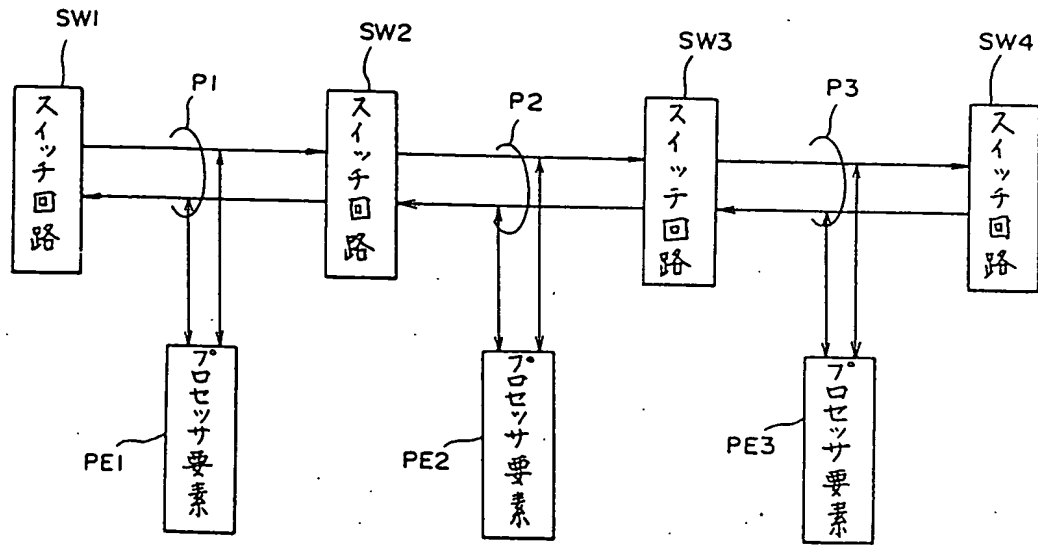 SW1
SW2
SW3
SW4
P1
P2
P3
スイッチ回路
スイッチ回路
スイッチ回路
スイッチ回路
プロセッサ要素
プロセッサ要素
プロセッサ要素
PE1
PE2
PE3